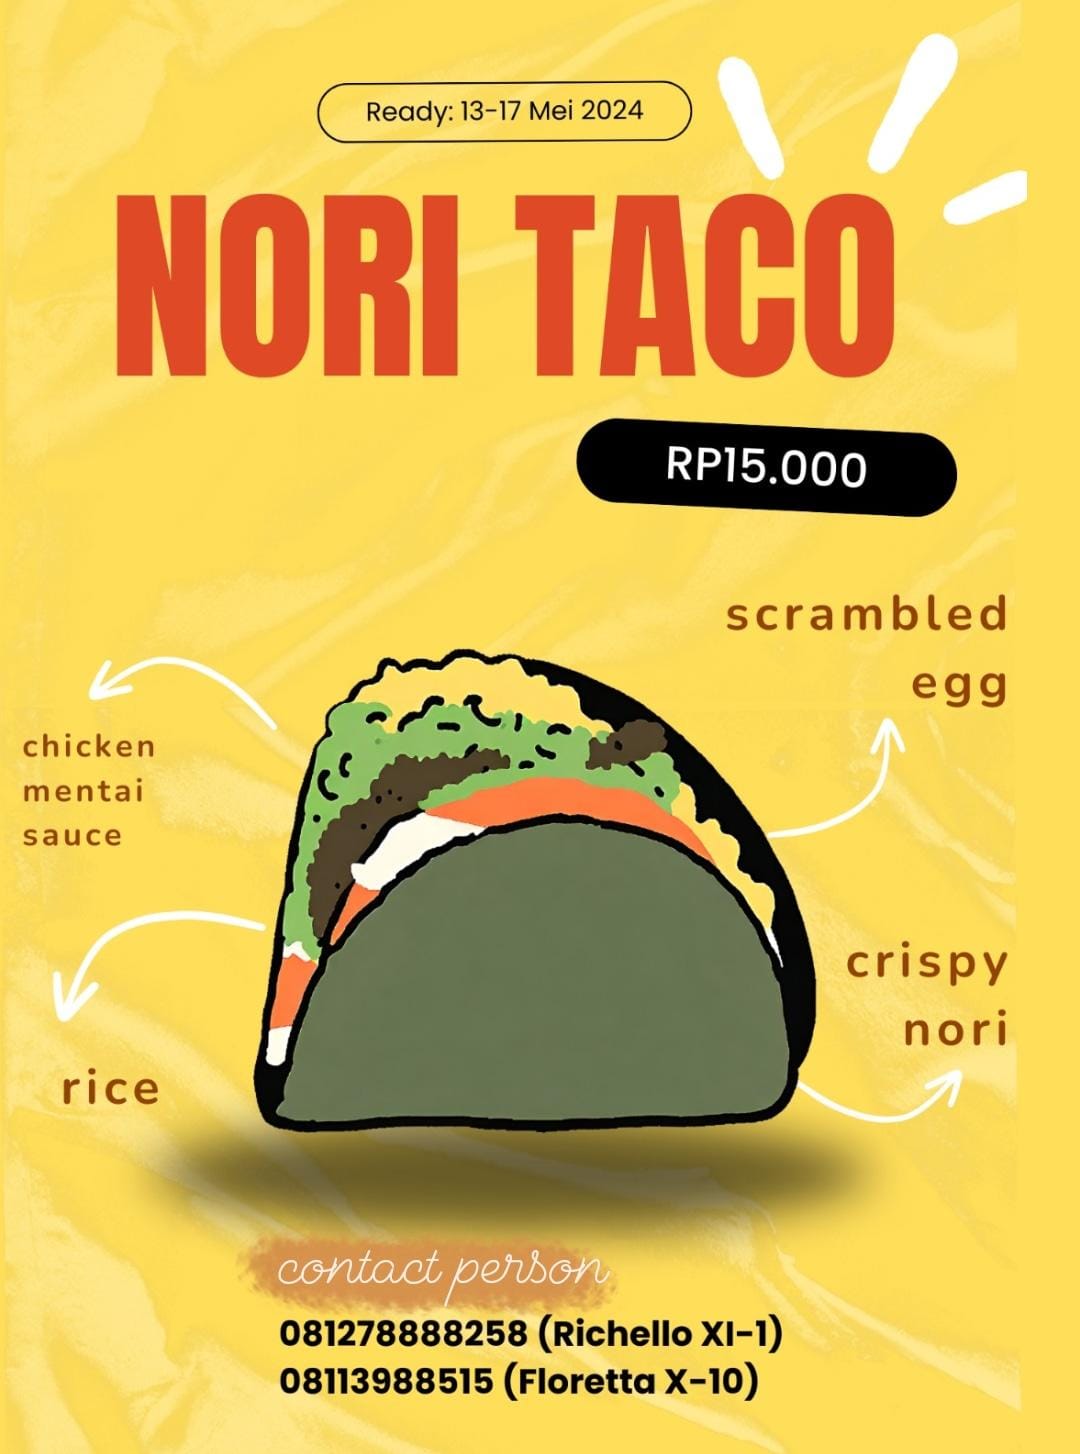 Ready: 13-17 Mei 2024
NORI TACO
RP15.000
scrambled
egg
chicken
mentai
sauce
crispy
nori
rice
contact person
081278888258 (Richello XI-1)
08113988515 (Floretta X-10)